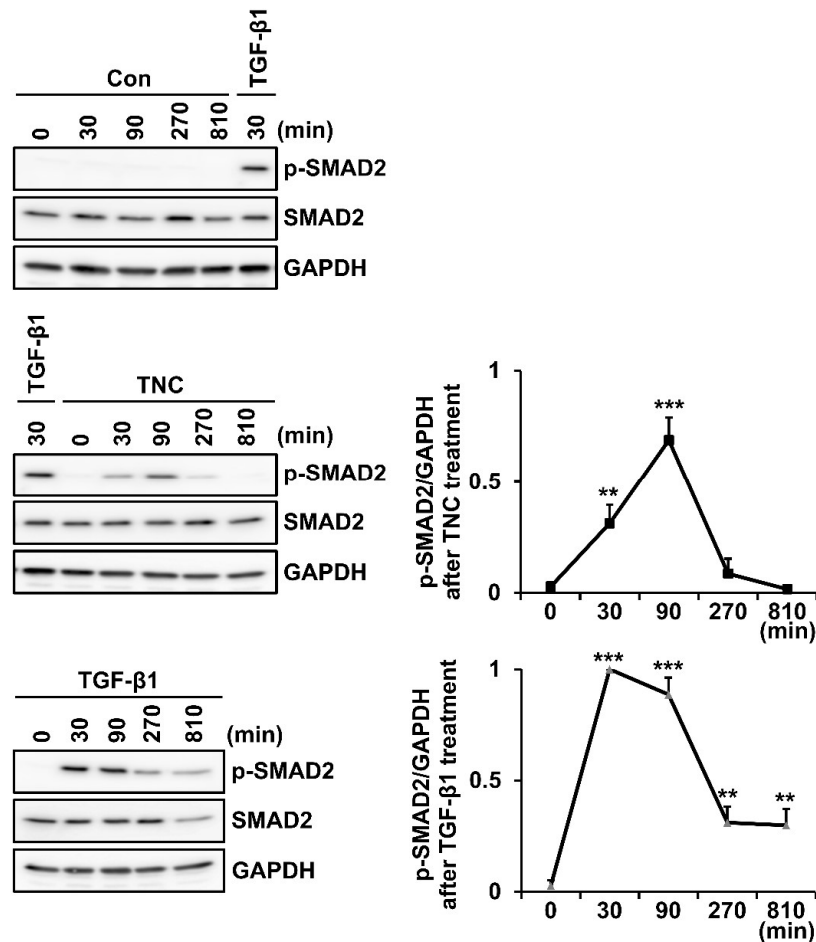 Con
TGF-β1
0 30 90 270 810 30 (min)
p-SMAD2
SMAD2
GAPDH
TGF-β1
TNC
30 0 30 90 270 810 (min)
p-SMAD2
SMAD2
GAPDH
p-SMAD2/GAPDH
after TNC treatment
1
0.5
0
**
***
0 30 90 270 810
(min)
TGF-β1
0 30 90 270 810 (min)
p-SMAD2
SMAD2
GAPDH
p-SMAD2/GAPDH
after TGF-β1 treatment
1
0.5
0
*** ***
** **
0 30 90 270 810
(min)